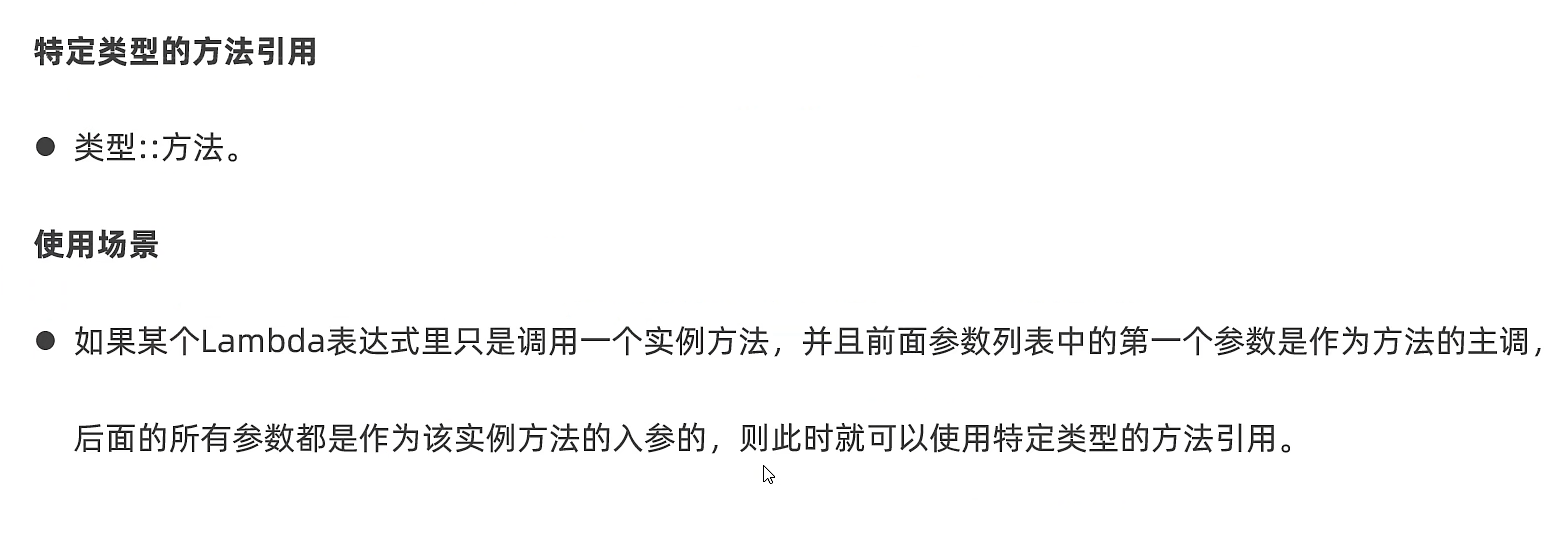 特定类型的方法引用
● 类型::方法。
使用场景
● 如果某个Lambda表达式里只是调用一个实例方法，并且前面参数列表中的第一个参数是作为方法的主调，
后面的所有参数都是作为该实例方法的入参的，则此时就可以使用特定类型的方法引用。